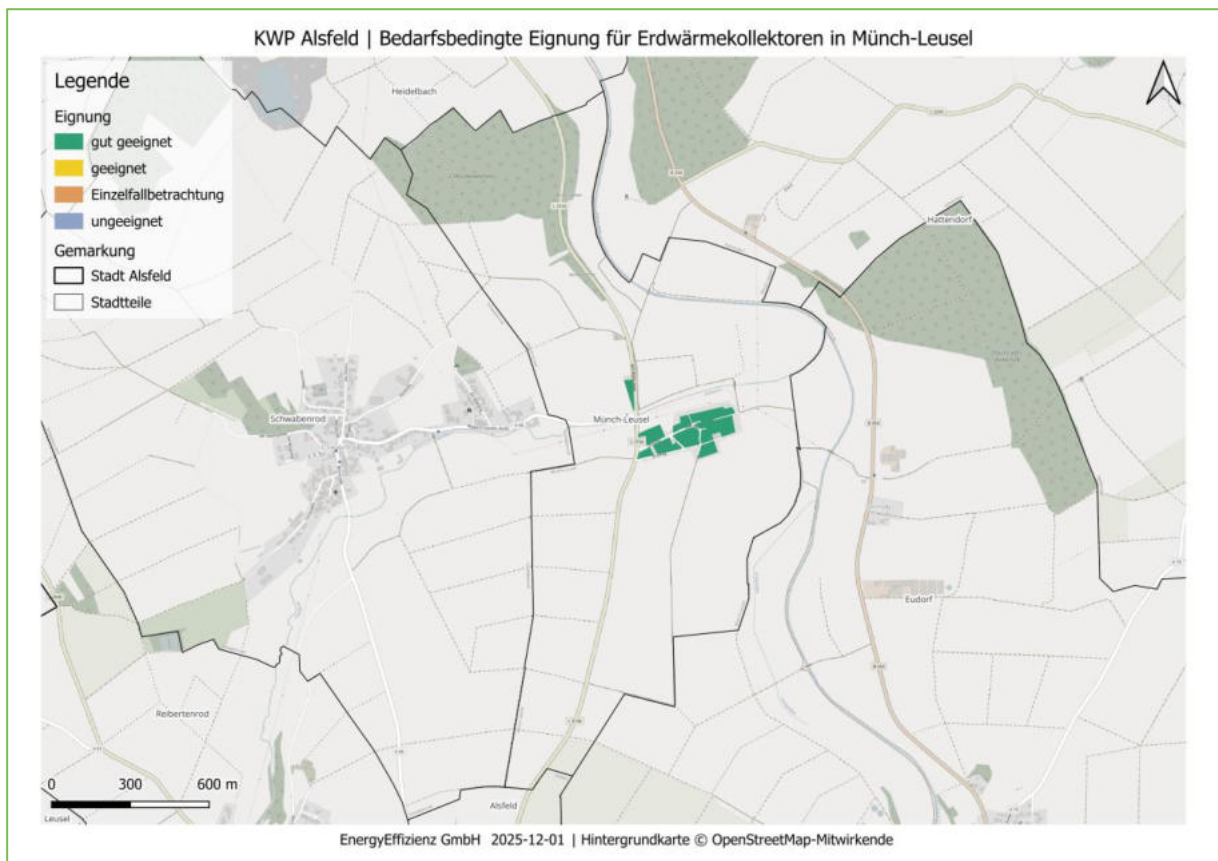 KWP Alsfeld | Bedarfsbedingte Eignung für Erdwärmekollektoren in Münch-Leusel
Legende
Eignung
gut geeignet
geeignet
Einzelfallbetrachtung
ungeeignet
Gemarkung
Stadt Alsfeld
Stadtteile
Heidelbach
Hattendorf
Schwabenrod
Münch-Leusel
Eudorf
Reibertenrod
Alsfeld
Leusel
0 300 600 m
EnergyEffizienz GmbH 2025-12-01 | Hintergrundkarte © OpenStreetMap-Mitwirkende